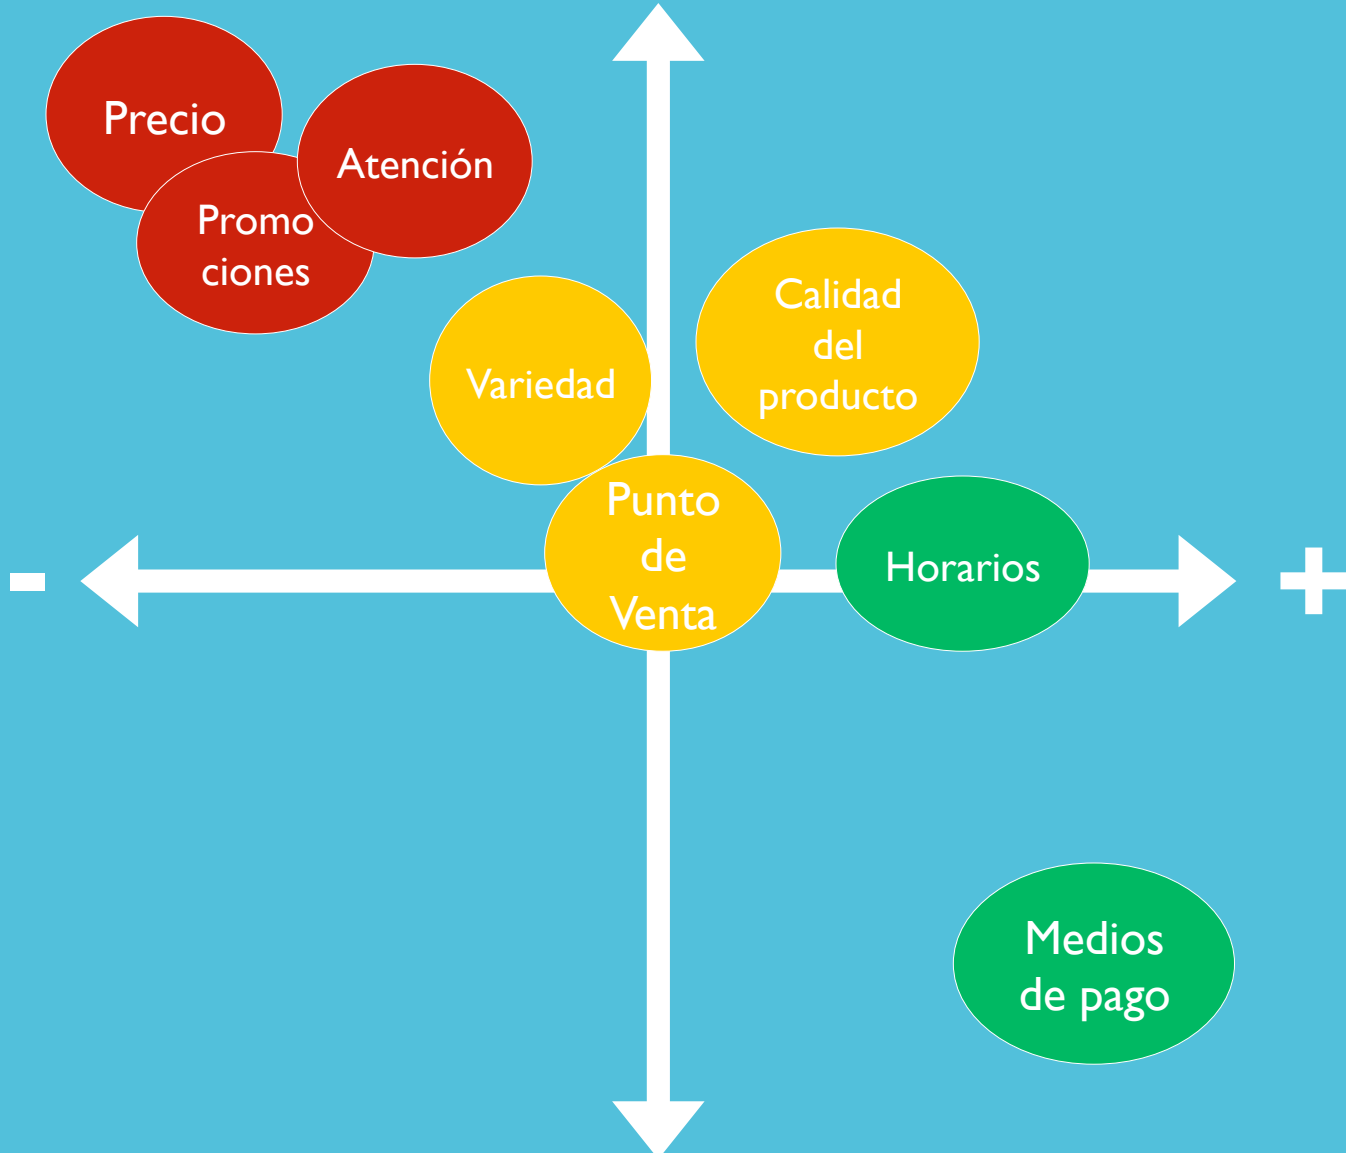 Precio
Atención
Promo
ciones
Calidad
del
producto
Variedad
Punto
de
Venta
Horarios
-
+
Medios
de pago